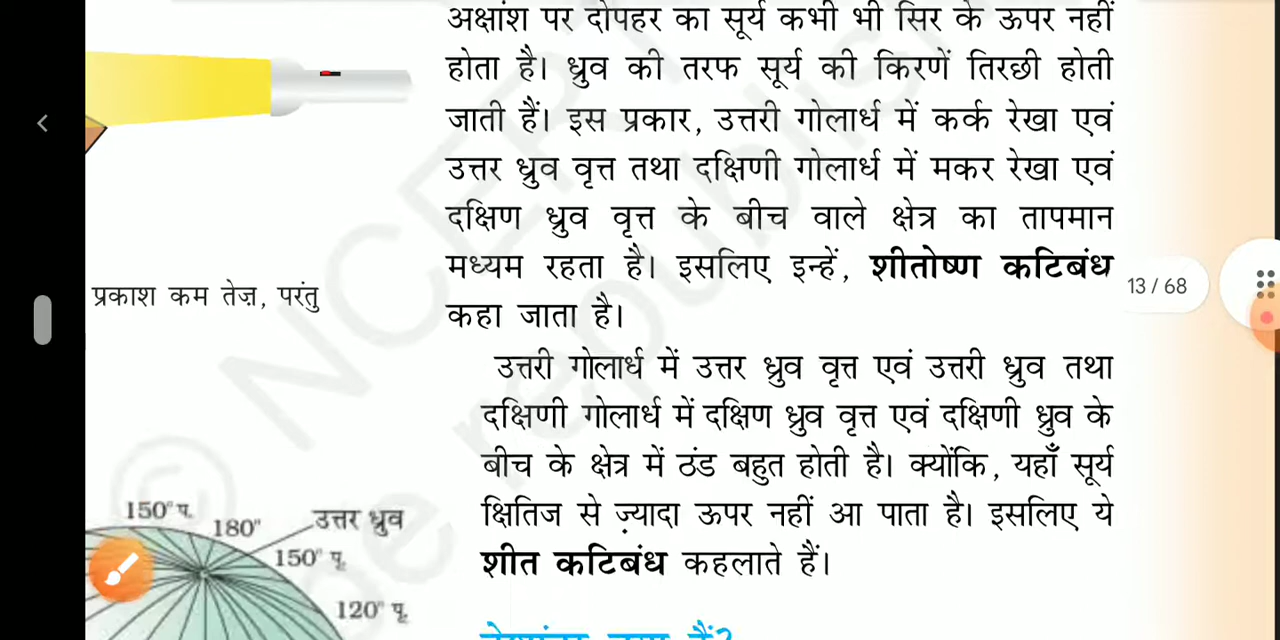 अक्षांश पर दोपहर का सूर्य कभी भी सिर के ऊपर नहीं
होता है। ध्रुव की तरफ सूर्य की किरणें तिरछी होती
जाती हैं। इस प्रकार, उत्तरी गोलार्ध में कर्क रेखा एवं
उत्तर ध्रुव वृत्त तथा दक्षिणी गोलार्ध में मकर रेखा एवं
दक्षिण ध्रुव वृत्त के बीच वाले क्षेत्र का तापमान
मध्यम रहता है। इसलिए इन्हें, शीतोष्ण कटिबंध
कहा जाता है।
प्रकाश कम तेज़, परंतु
13 / 68
उत्तरी गोलार्ध में उत्तर ध्रुव वृत्त एवं उत्तरी ध्रुव तथा
दक्षिणी गोलार्ध में दक्षिण ध्रुव वृत्त एवं दक्षिणी ध्रुव के
बीच के क्षेत्र में ठंड बहुत होती है। क्योंकि, यहाँ सूर्य
क्षितिज से ज़्यादा ऊपर नहीं आ पाता है। इसलिए ये
शीत कटिबंध कहलाते हैं।
150° प.
180°
उत्तर ध्रुव
150° पू.
120° पू.
© NCERT
be republish